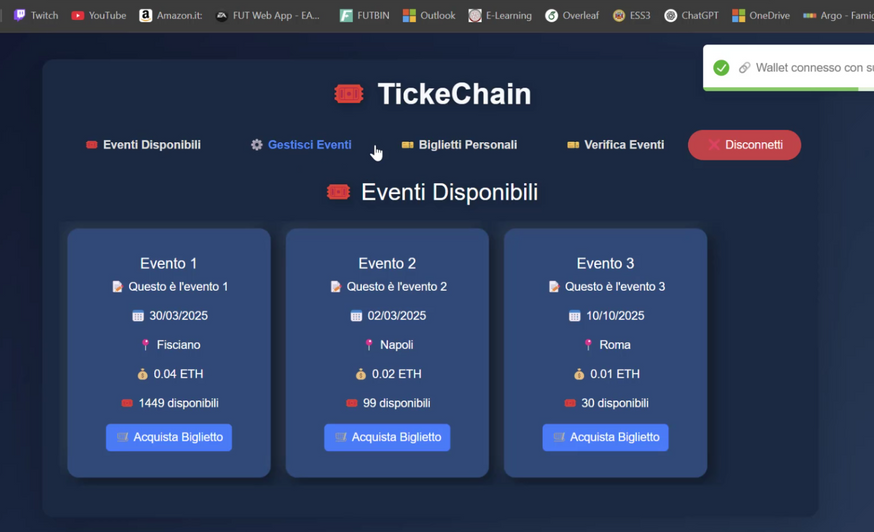 Twitch YouTube Amazon.it: FUT Web App - EA... FUTBIN Outlook E-Learning Overleaf ESS3 ChatGPT OneDrive Argo - Famig
Wallet connesso con su
TickeChain
Eventi Disponibili Gestisci Eventi Biglietti Personali Verifica Eventi Disconnetti
Eventi Disponibili
Evento 1
Questo è l'evento 1
30/03/2025
Fisciano
0.04 ETH
1449 disponibili
Acquista Biglietto
Evento 2
Questo è l'evento 2
02/03/2025
Napoli
0.02 ETH
99 disponibili
Acquista Biglietto
Evento 3
Questo è l'evento 3
10/10/2025
Roma
0.01 ETH
30 disponibili
Acquista Biglietto